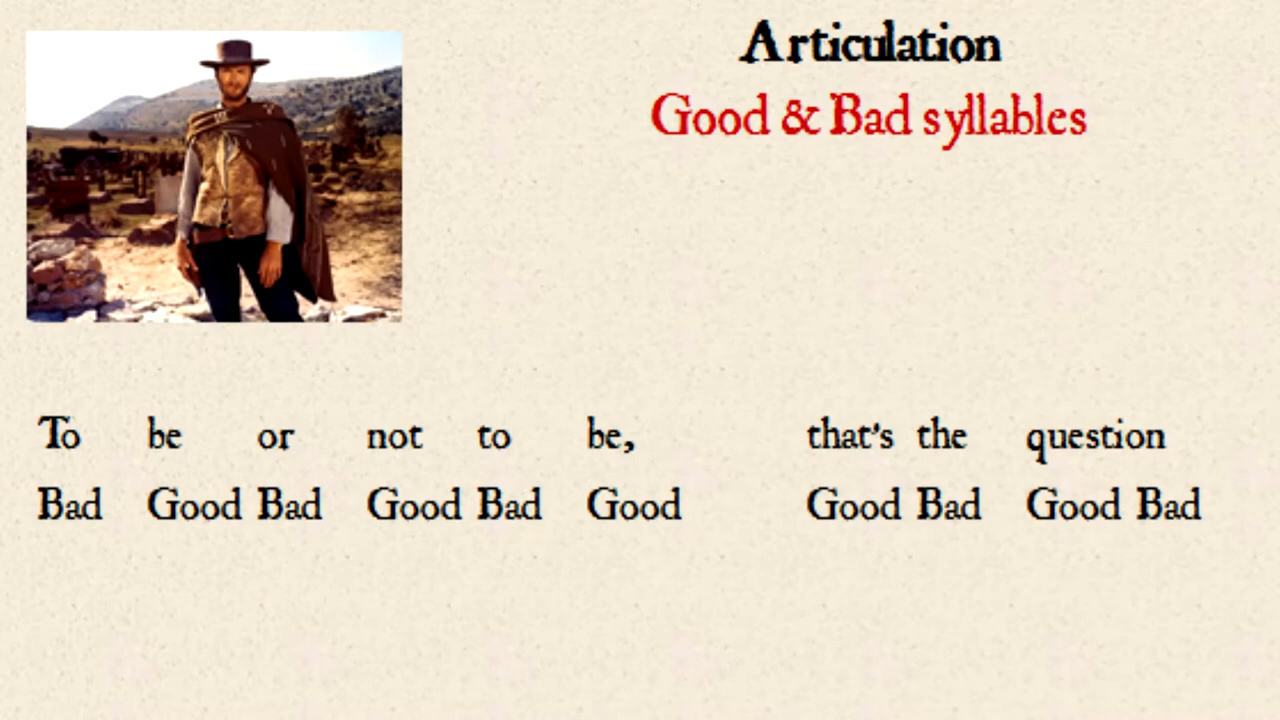 Articulation
Good & Bad syllables
To be or not to be, that's the question
Bad Good Bad Good Bad Good Good Bad Good Bad